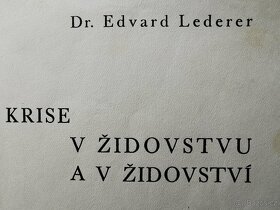 Dr. Edvard Lederer
KRISE
V ŽIDOVSTVU
A V ŽIDOVSTVÍ